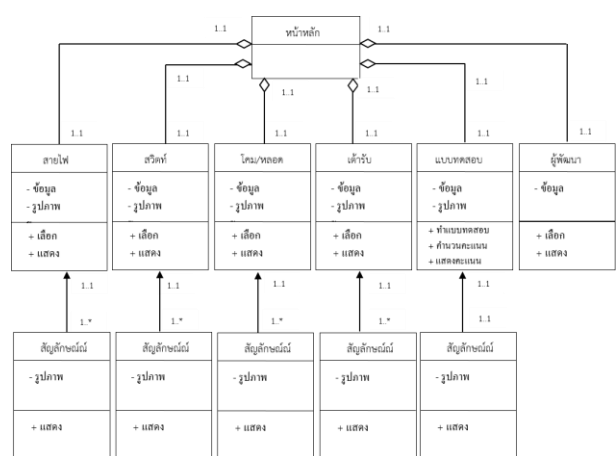 หน้าหลัก
1..1 1..1
1..1 1..1
1..1 1..1
1..1 1..1 1..1 1..1 1..1 1..1
สายไฟ สวิตท์ โคม/หลอด เต้ารับ แบบทดสอบ ผู้พัฒนา
- ข้อมูล - ข้อมูล - ข้อมูล - ข้อมูล - ข้อมูล - ข้อมูล
- รูปภาพ - รูปภาพ - รูปภาพ - รูปภาพ - รูปภาพ
+ เลือก + เลือก + เลือก + เลือก + ทำแบบทดสอบ + เลือก
+ แสดง + แสดง + แสดง + แสดง + คำนวนคะแนน + แสดง
+ แสดงคะแนน
1..1 1..1 1..1 1..1 1..1
1..* 1..* 1..* 1..* 1..1
สัญลักษณ์ณ์ สัญลักษณ์ณ์ สัญลักษณ์ณ์ สัญลักษณ์ณ์ สัญลักษณ์ณ์
- รูปภาพ - รูปภาพ - รูปภาพ - รูปภาพ - รูปภาพ
+ แสดง + แสดง + แสดง + แสดง + แสดง